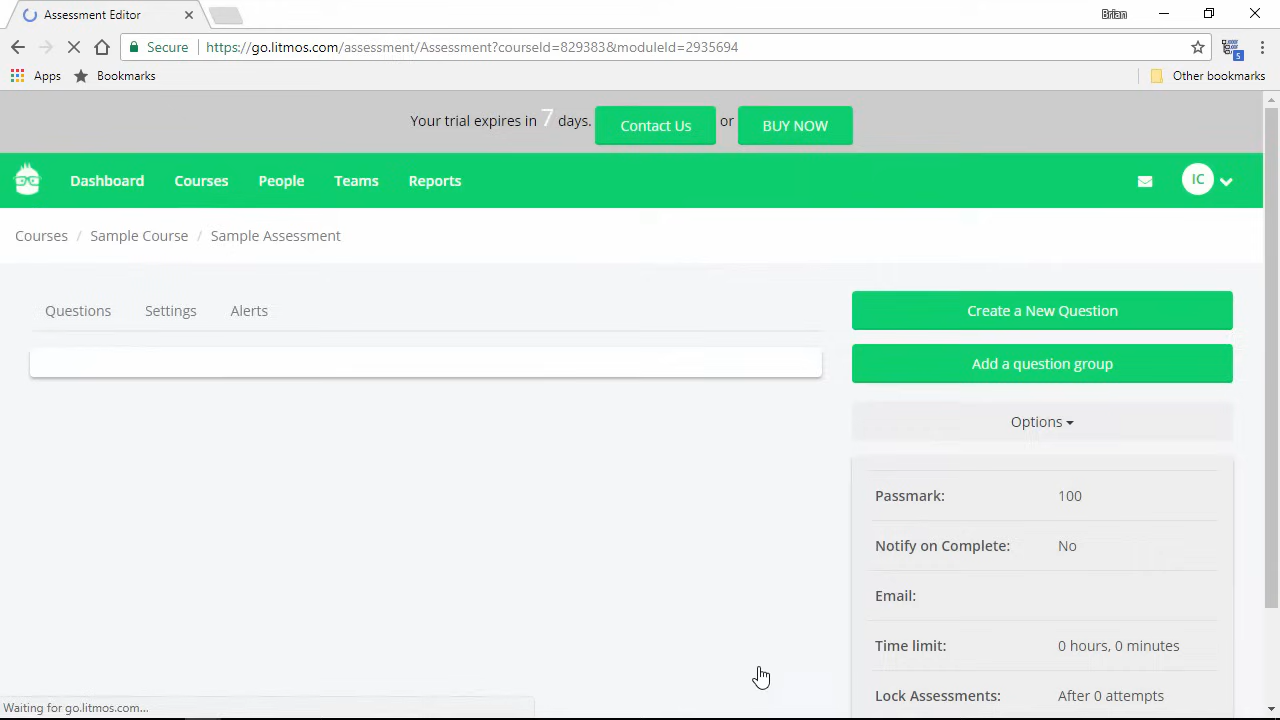 Assessment Editor
Brian
Secure
https://go.litmos.com/assessment/Assessment?courseId=829383&moduleId=2935694
5
Apps
Bookmarks
Other bookmarks
Your trial expires in 7 days.
Contact Us
or
BUY NOW
Dashboard
Courses
People
Teams
Reports
IC
Courses / Sample Course / Sample Assessment
Questions
Settings
Alerts
Create a New Question
Add a question group
Options
Passmark: 100
Notify on Complete: No
Email:
Time limit: 0 hours, 0 minutes
Lock Assessments: After 0 attempts
Waiting for go.litmos.com...